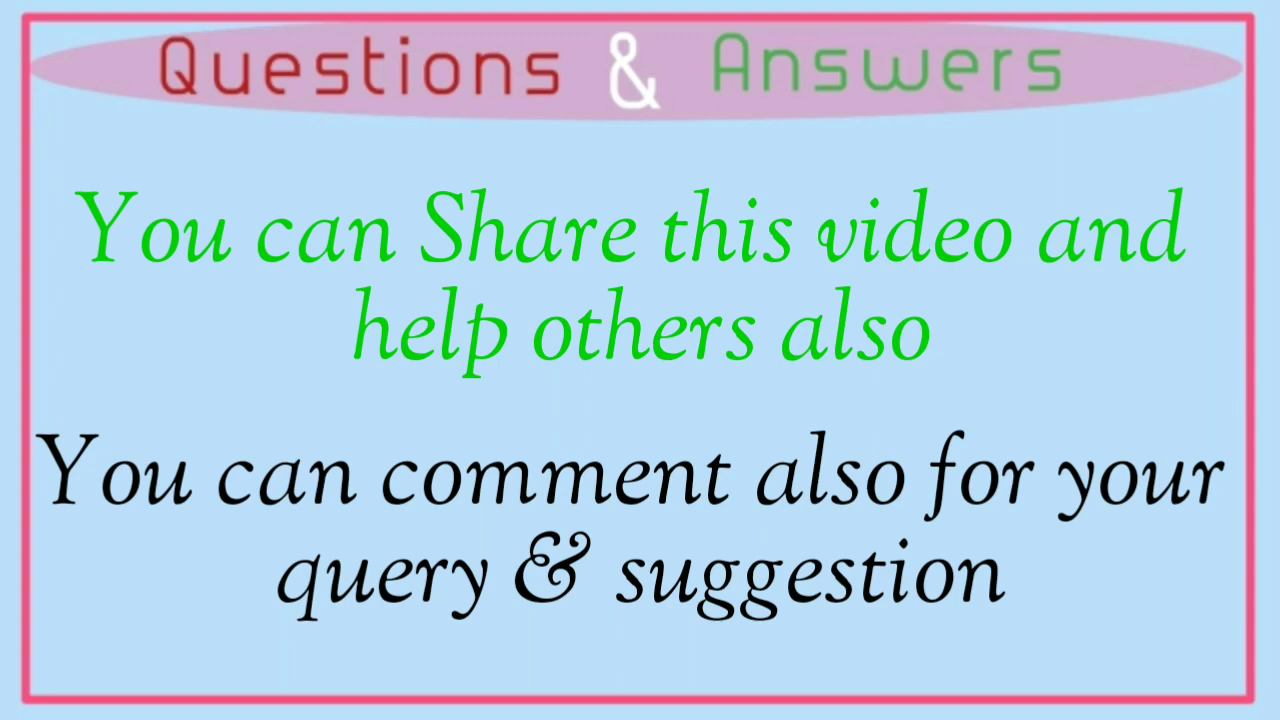 Questions & Answers
You can Share this video and
help others also
You can comment also for your
query & suggestion